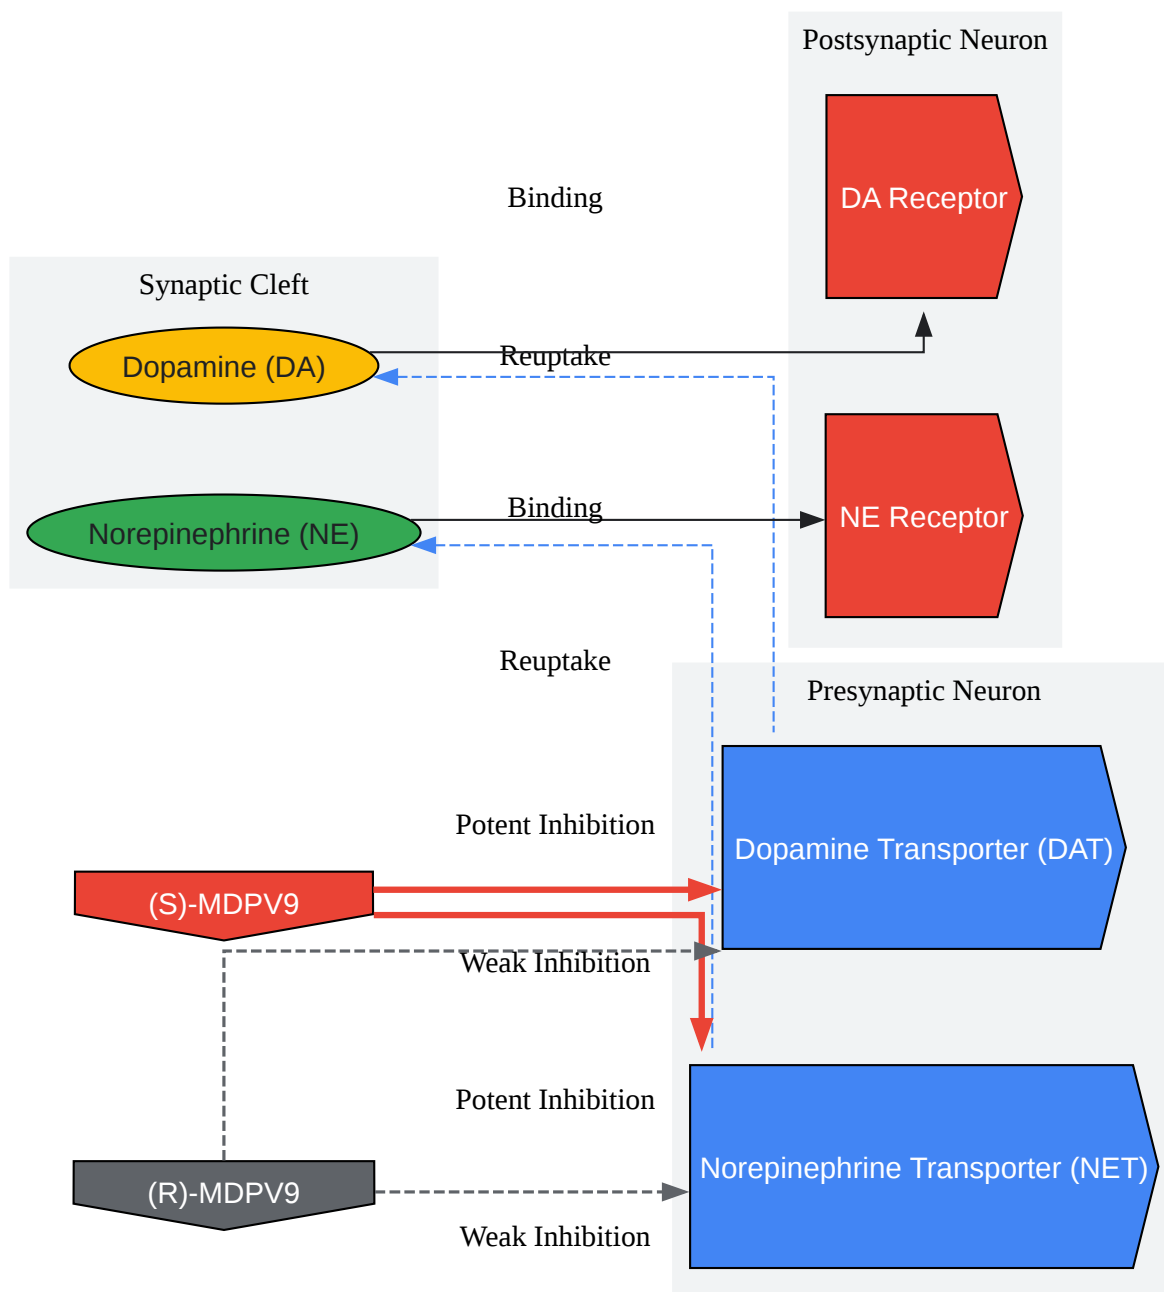 Postsynaptic Neuron
DA Receptor
Binding
Synaptic Cleft
Dopamine (DA)
Reuptake
Norepinephrine (NE)
Binding
NE Receptor
Reuptake
Presynaptic Neuron
Potent Inhibition
Dopamine Transporter (DAT)
(S)-MDPV9
Weak Inhibition
Potent Inhibition
Norepinephrine Transporter (NET)
(R)-MDPV9
Weak Inhibition